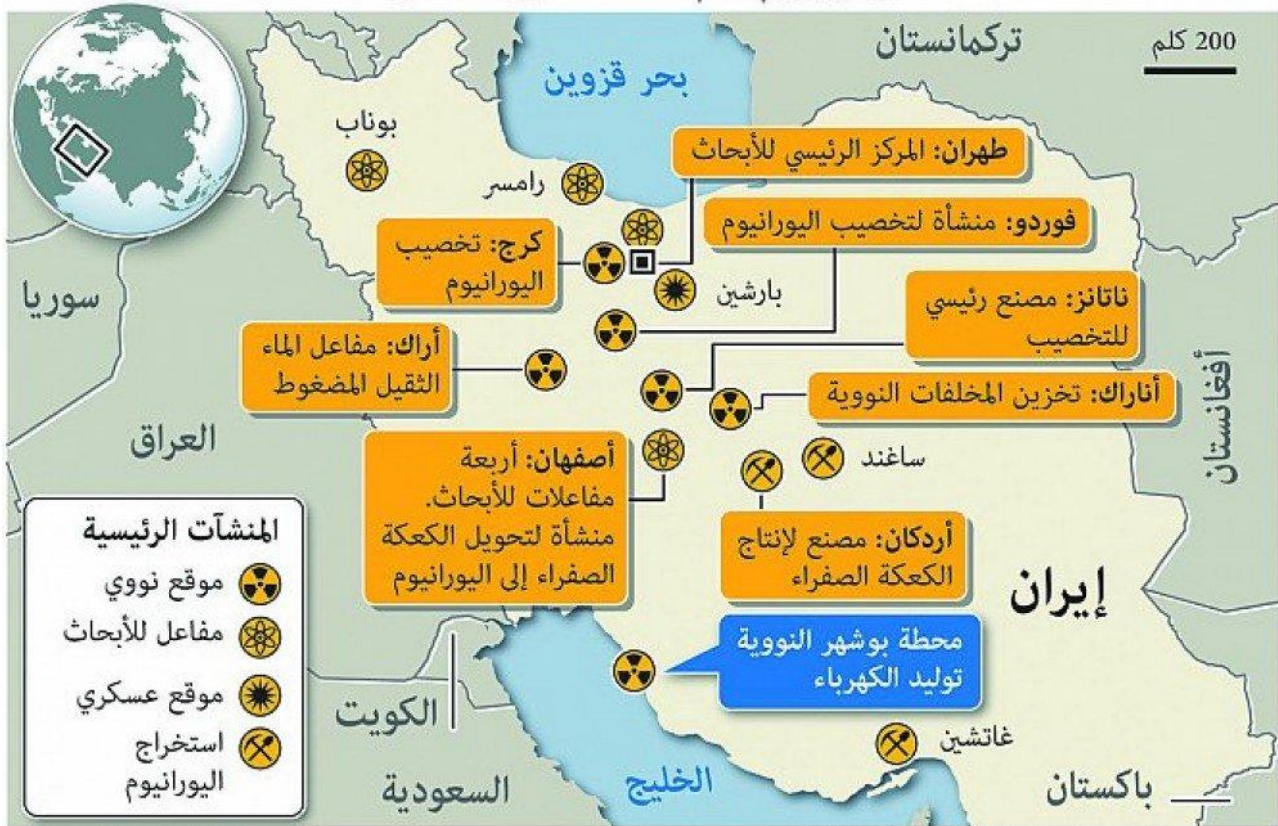 تركمانستان
200 كلم
بحر قزوين
بوناب
رامسر
طهران: المركز الرئيسي للأبحاث
فوردو: منشأة لتخصيب اليورانيوم
كرج: تخصيب
اليورانيوم
بارشين
ناتانز: مصنع رئيسي
للتخصيب
سوريا
أراك: مفاعل الماء
الثقيل المضغوط
أناراك: تخزين المخلفات النووية
أفغانستان
العراق
أصفهان: أربعة
مفاعلات للأبحاث.
منشأة لتحويل الكعكة
الصفراء إلى اليورانيوم
ساغند
أردكان: مصنع لإنتاج
الكعكة الصفراء
إيران
المنشآت الرئيسية
موقع نووي
مفاعل للأبحاث
موقع عسكري
استخراج
اليورانيوم
محطة بوشهر النووية
توليد الكهرباء
الكويت
غاتشين
السعودية
الخليج
باكستان